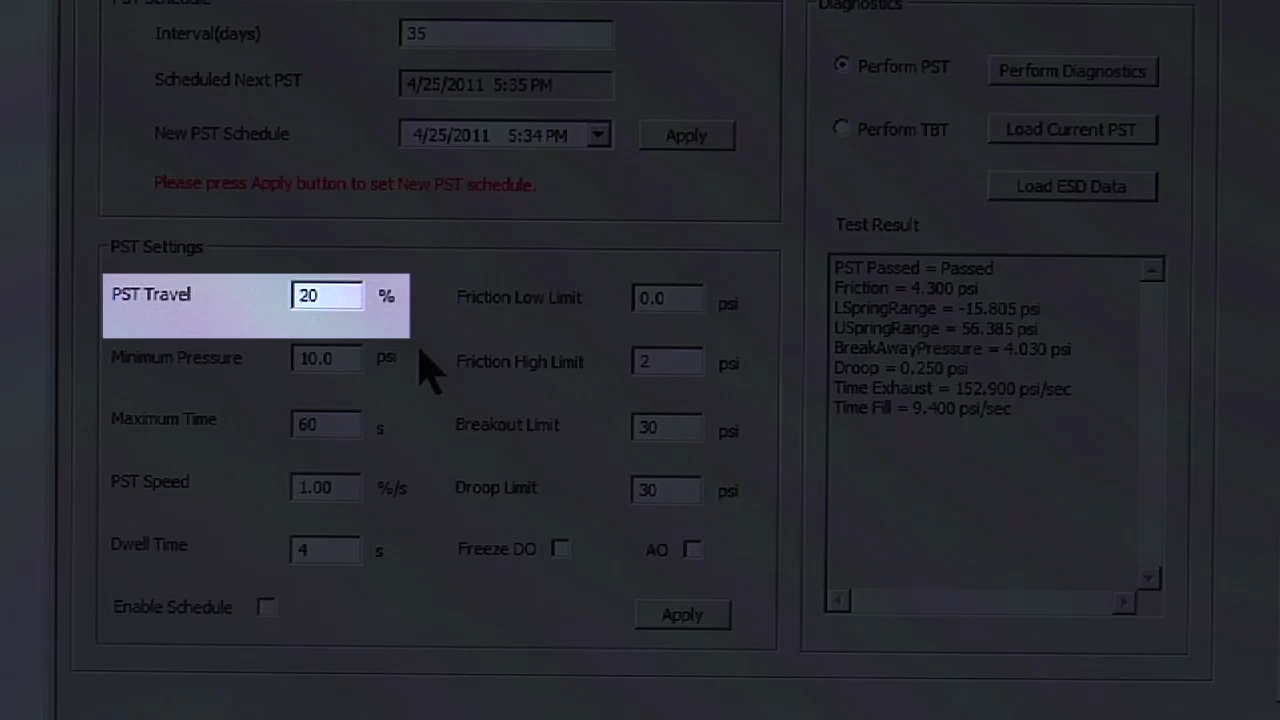 PST Schedule
Interval(days) 35
Scheduled Next PST 4/25/2011 5:35 PM
New PST Schedule 4/25/2011 5:34 PM Apply
Please press Apply button to set New PST schedule.
PST Settings
PST Travel 20 % Friction Low Limit 0.0 psi
Minimum Pressure 10.0 psi Friction High Limit 2 psi
Maximum Time 60 s Breakout Limit 30 psi
PST Speed 1.00 %/s Droop Limit 30 psi
Dwell Time 4 s Freeze DO AO
Enable Schedule Apply
Diagnostics
Perform PST Perform Diagnostics
Perform TBT Load Current PST
Load ESD Data
Test Result
PST Passed = Passed
Friction = 4.300 psi
LSpringRange = -15.805 psi
USpringRange = 56.385 psi
BreakAwayPressure = 4.030 psi
Droop = 0.250 psi
Time Exhaust = 152.900 psi/sec
Time Fill = 9.400 psi/sec